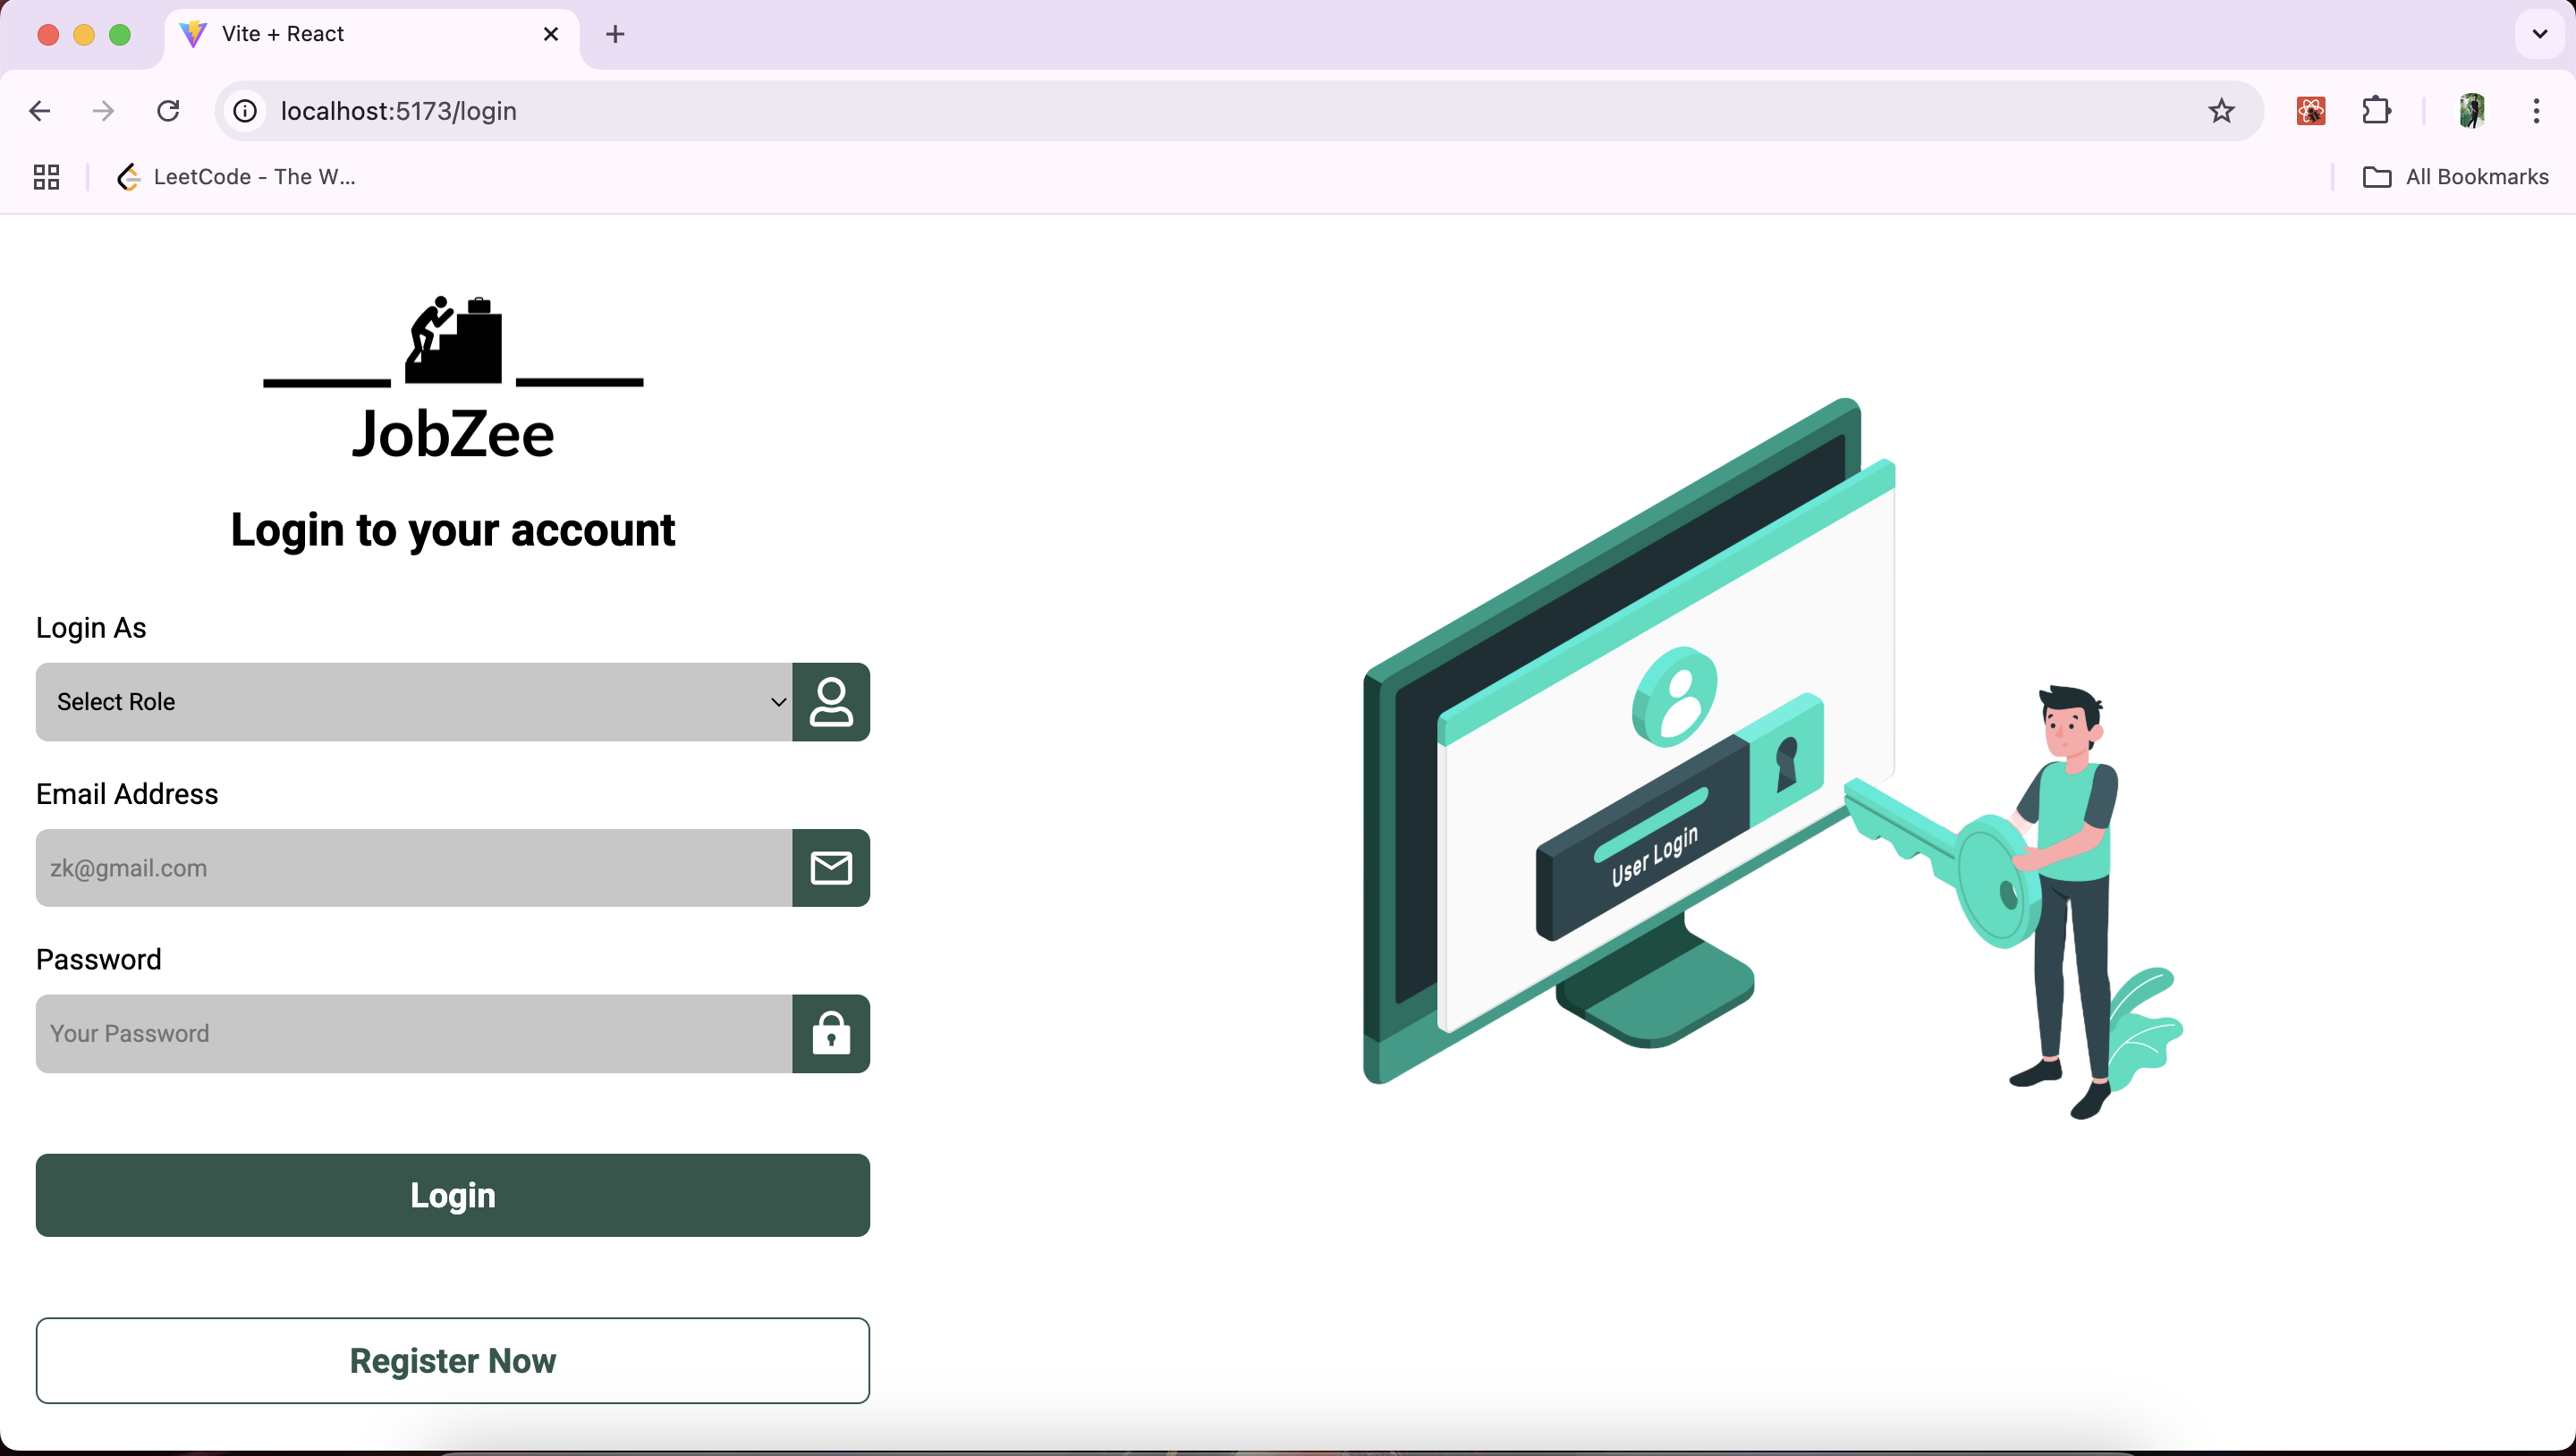 Vite + React
localhost:5173/login
LeetCode - The W...
All Bookmarks
JobZee
Login to your account
Login As
Select Role
Email Address
zk@gmail.com
Password
Your Password
Login
Register Now
User Login